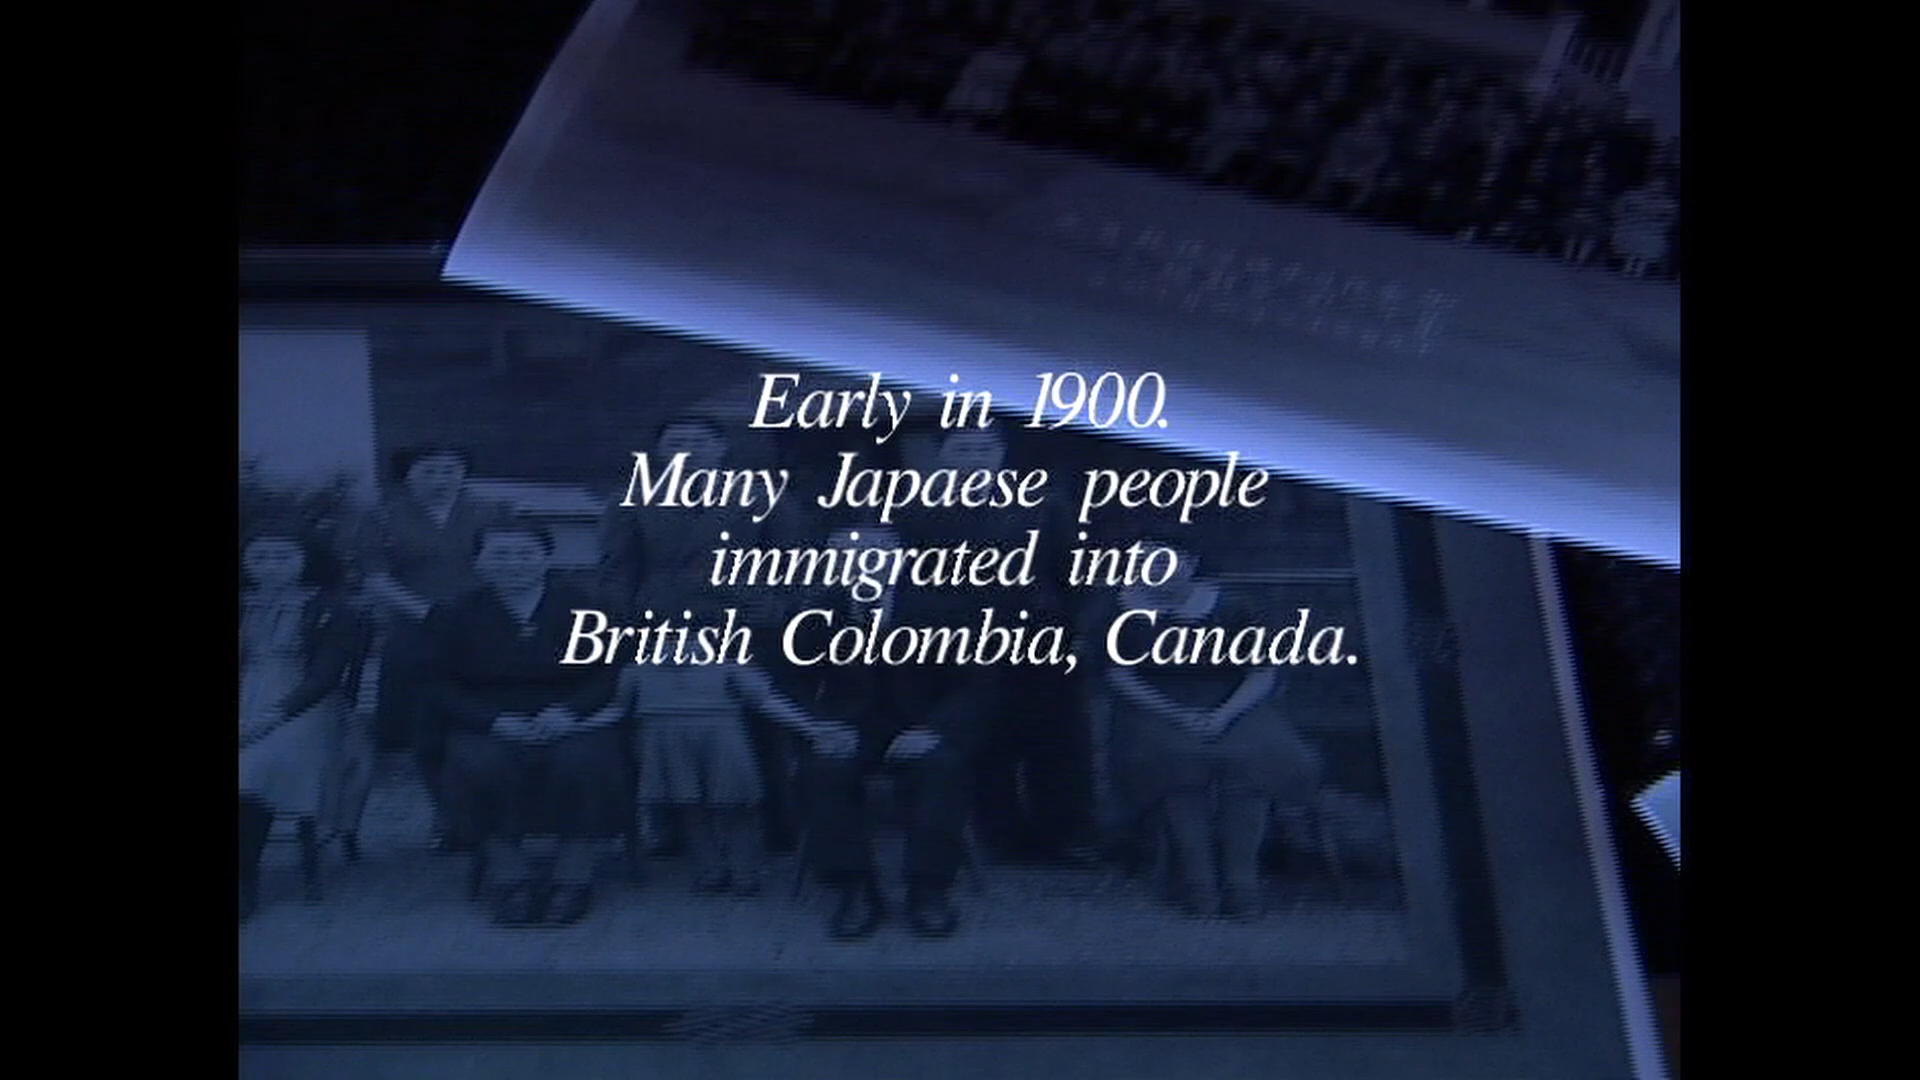 Early in 1900.
Many Japaese people
immigrated into
British Colombia, Canada.